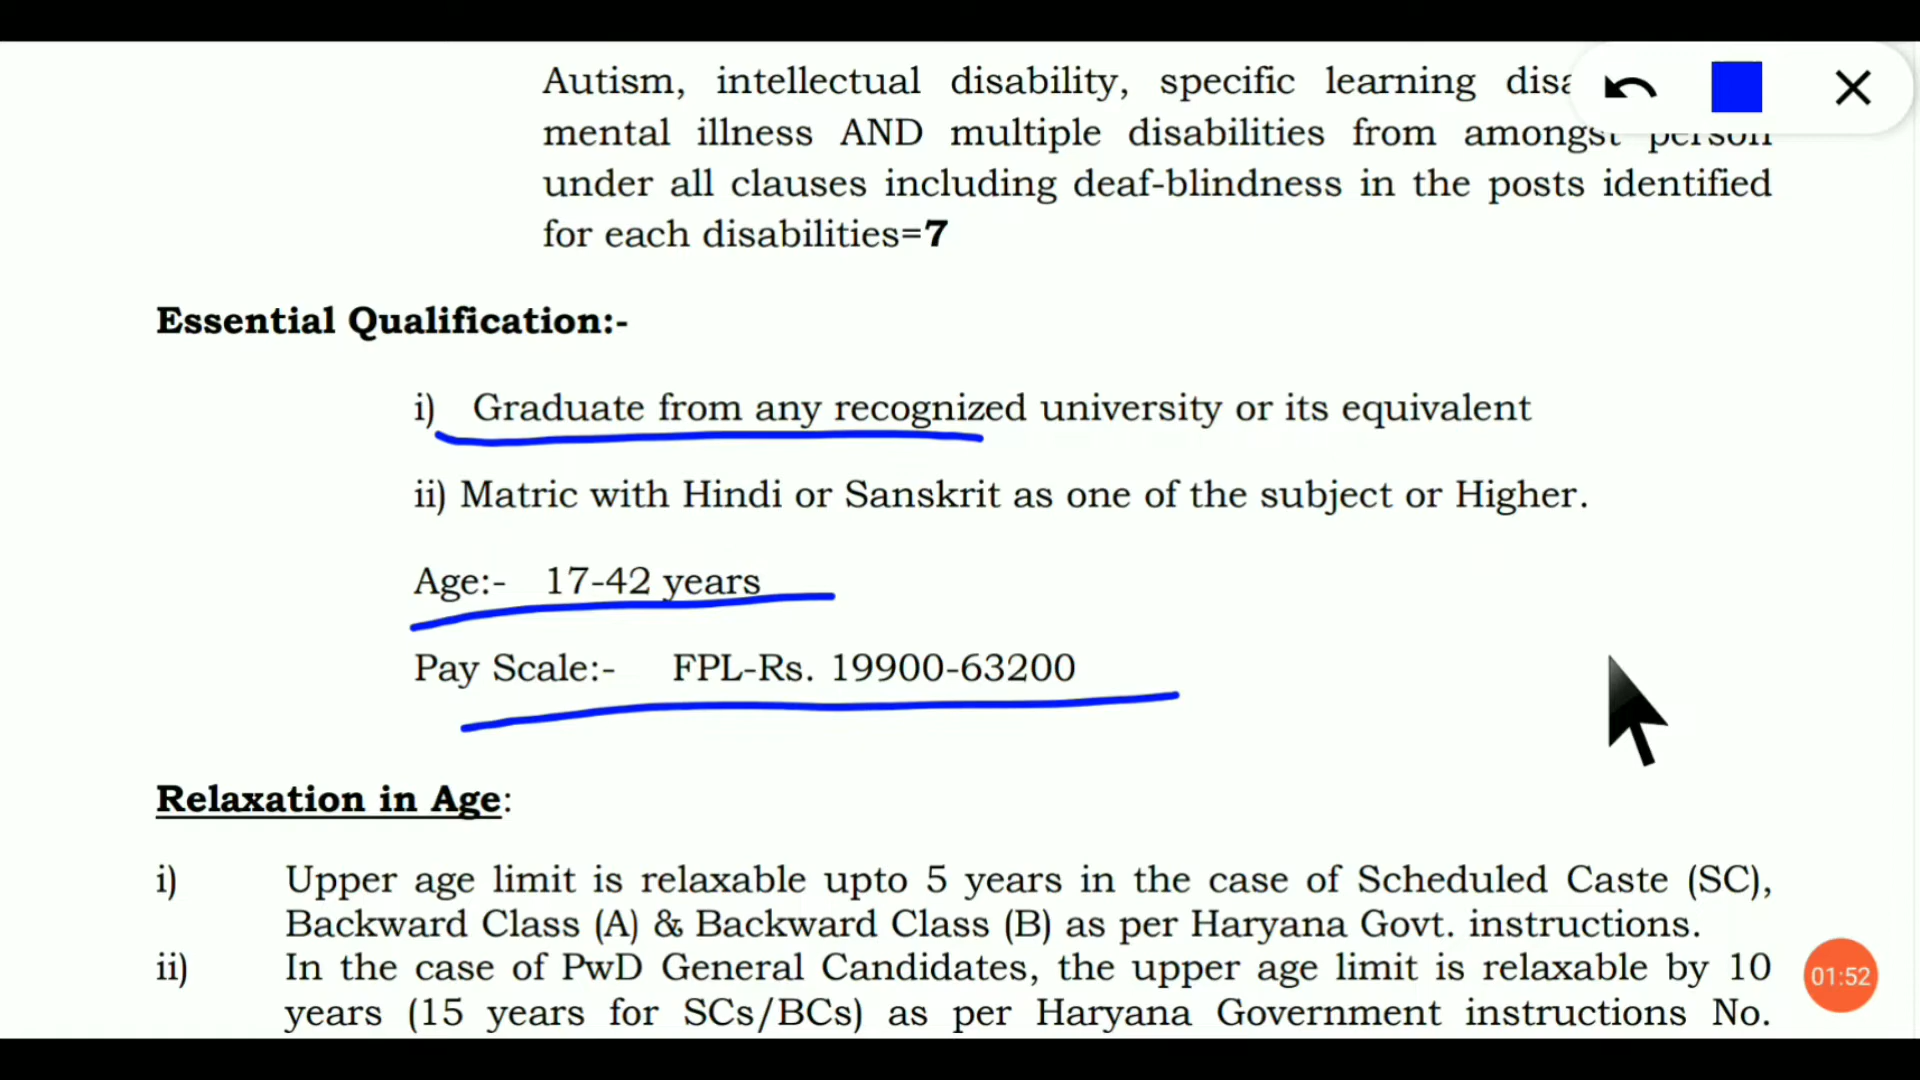 Autism, intellectual disability, specific learning
mental illness AND multiple disabilities from amongst person
under all clauses including deaf-blindness in the posts identified
for each disabilities=7
Essential Qualification:-
i) Graduate from any recognized university or its equivalent
ii) Matric with Hindi or Sanskrit as one of the subject or Higher.
Age:- 17-42 years
Pay Scale:- FPL-Rs. 19900-63200
Relaxation in Age:
i) Upper age limit is relaxable upto 5 years in the case of Scheduled Caste (SC),
Backward Class (A) & Backward Class (B) as per Haryana Govt. instructions.
ii) In the case of PwD General Candidates, the upper age limit is relaxable by 10
years (15 years for SCs/BCs) as per Haryana Government instructions No.
01:52